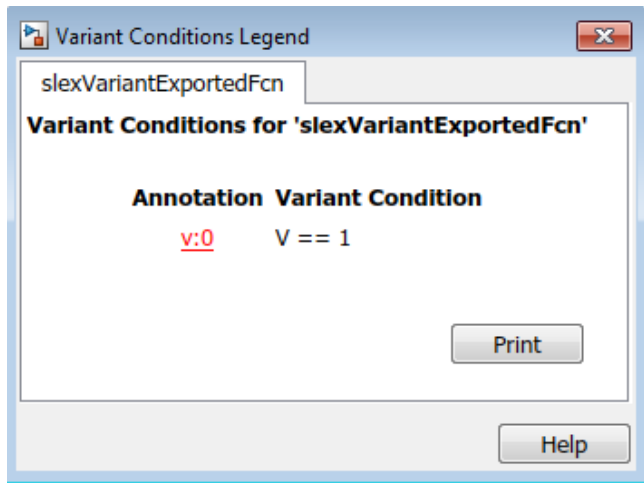 Variant Conditions Legend
slexVariantExportedFcn
Variant Conditions for 'slexVariantExportedFcn'
Annotation Variant Condition
v:0 V == 1
Print
Help